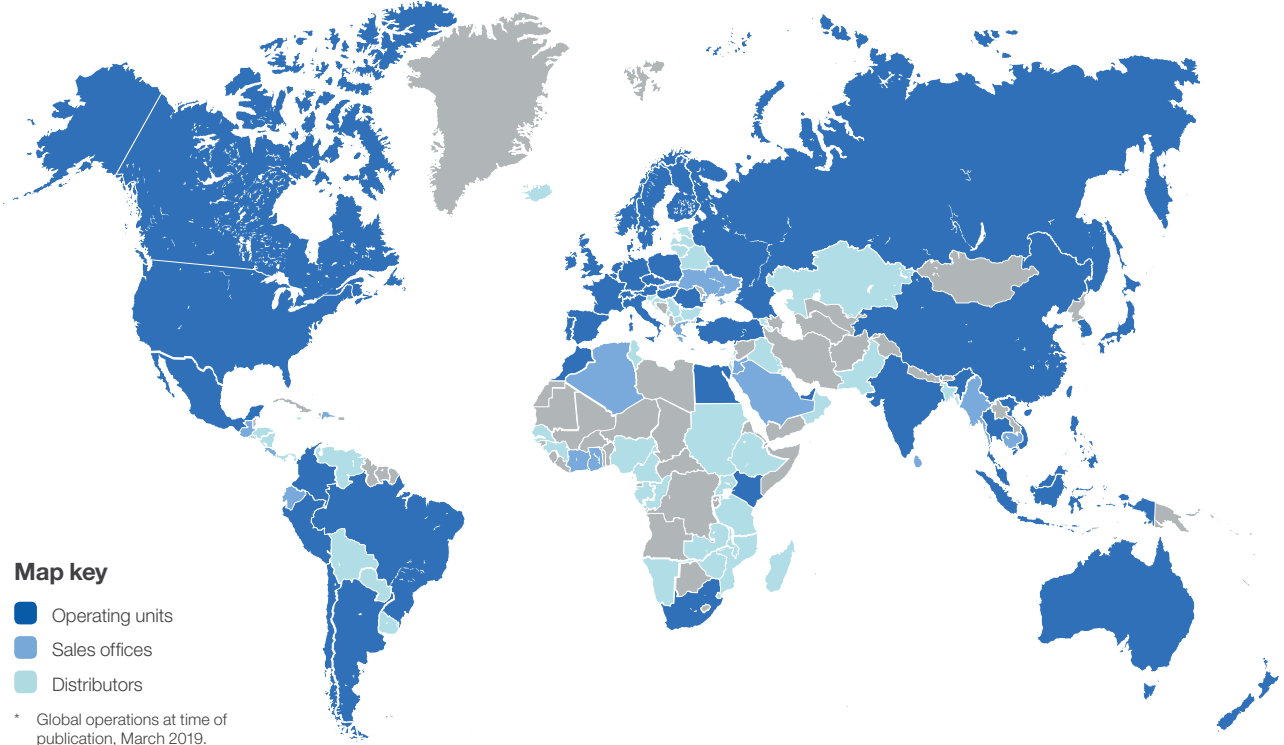 Map key
Operating units
Sales offices
Distributors
* Global operations at time of
publication, March 2019.